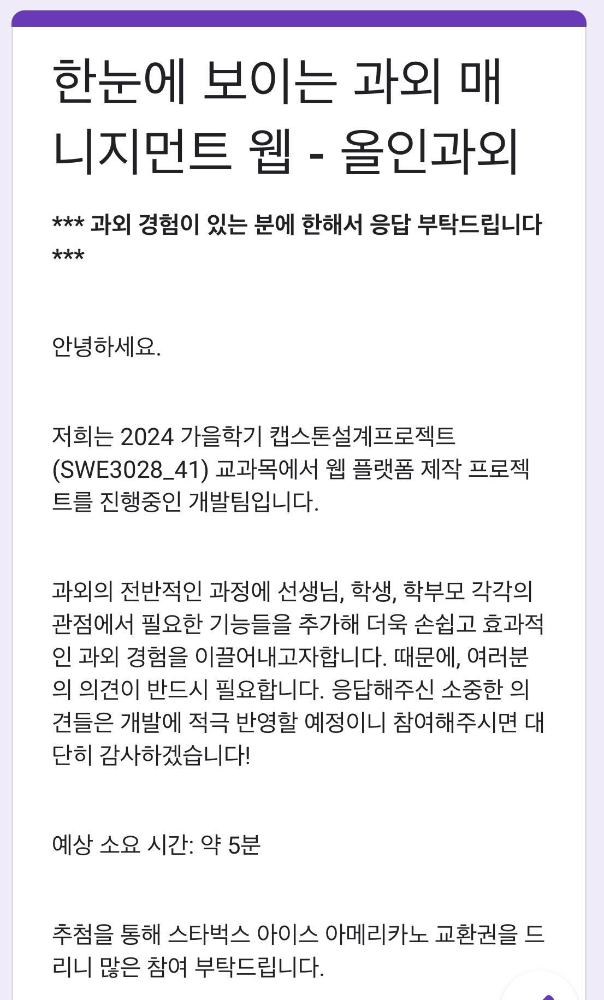 한눈에 보이는 과외 매
니지먼트 웹 - 올인과외
*** 과외 경험이 있는 분에 한해서 응답 부탁드립니다
***
안녕하세요.
저희는 2024 가을학기 캡스톤설계프로젝트
(SWE3028_41) 교과목에서 웹 플랫폼 제작 프로젝
트를 진행중인 개발팀입니다.
과외의 전반적인 과정에 선생님, 학생, 학부모 각각의
관점에서 필요한 기능들을 추가해 더욱 손쉽고 효과적
인 과외 경험을 이끌어내고자합니다. 때문에, 여러분
의 의견이 반드시 필요합니다. 응답해주신 소중한 의
견들은 개발에 적극 반영할 예정이니 참여해주시면 대
단히 감사하겠습니다!
예상 소요 시간: 약 5분
추첨을 통해 스타벅스 아이스 아메리카노 교환권을 드
리니 많은 참여 부탁드립니다.